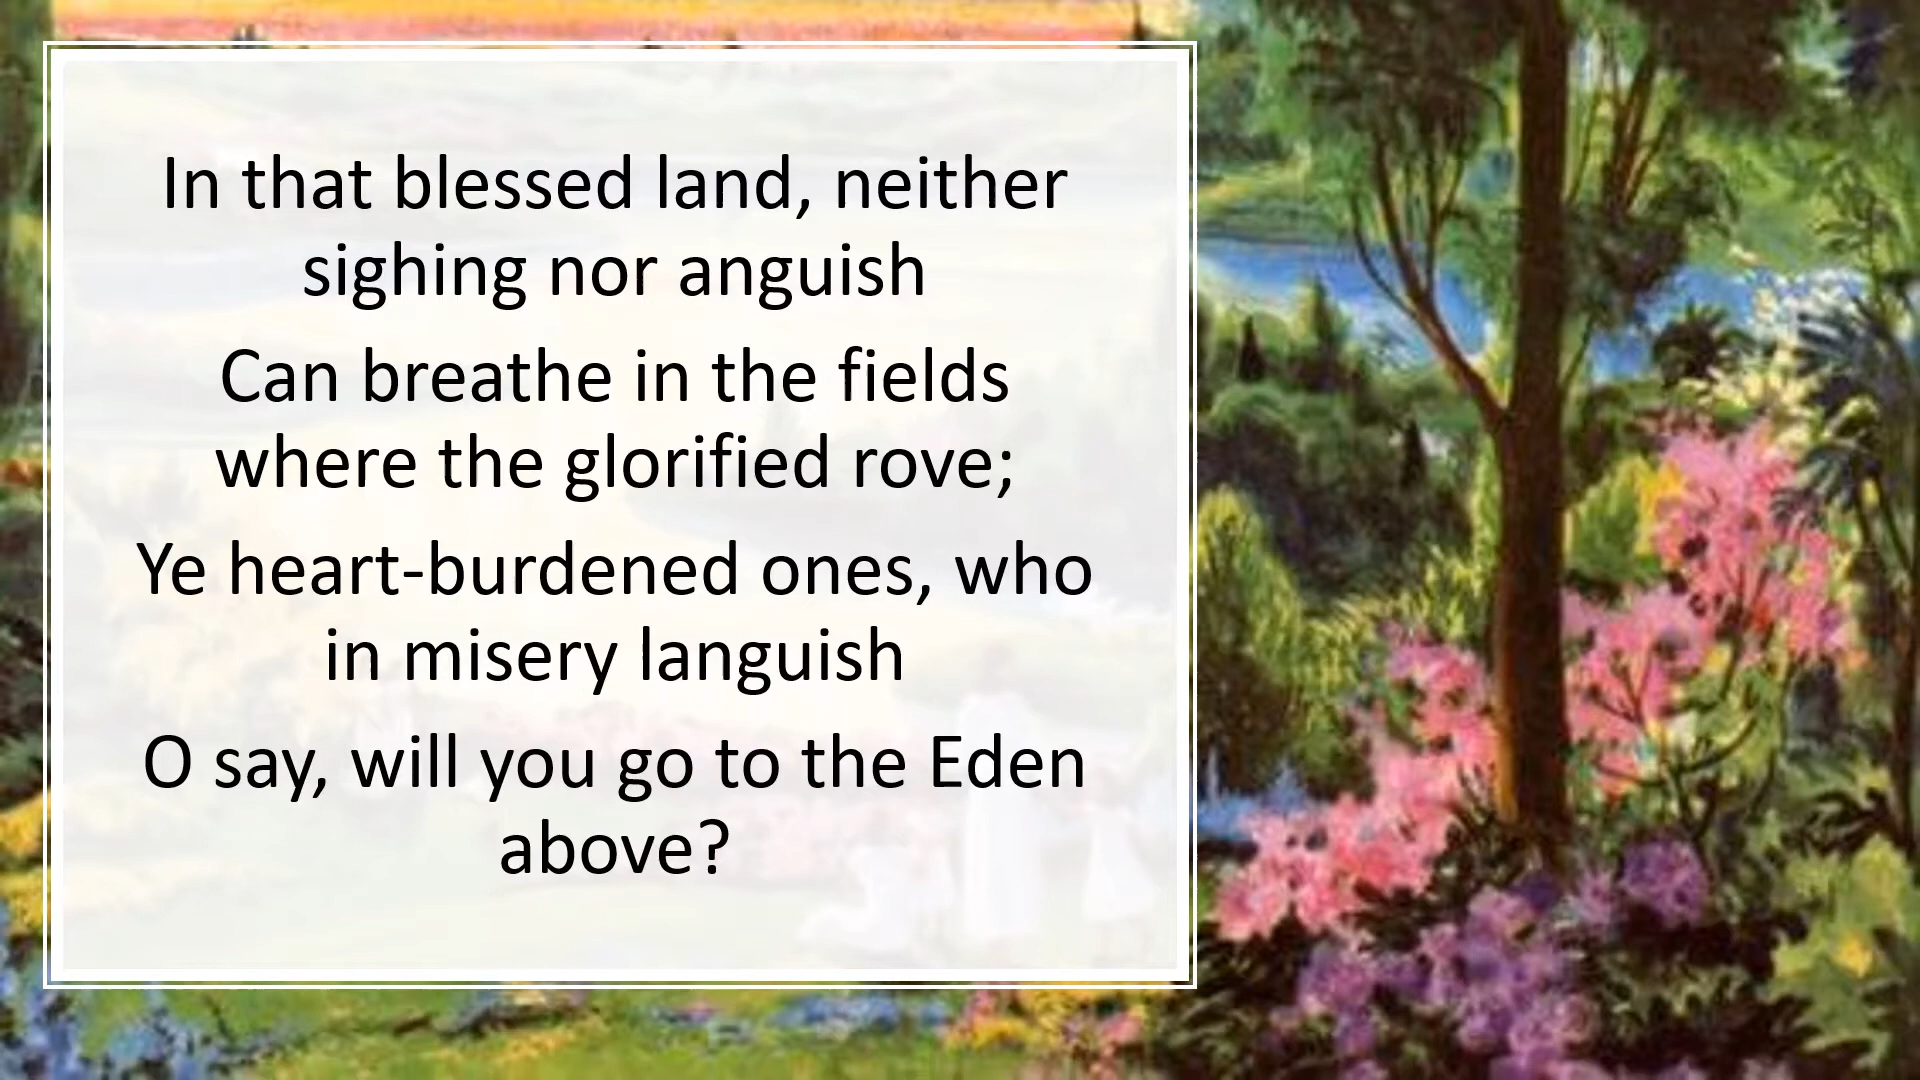 In that blessed land, neither
sighing nor anguish
Can breathe in the fields
where the glorified rove;
Ye heart-burdened ones, who
in misery languish
O say, will you go to the Eden
above?